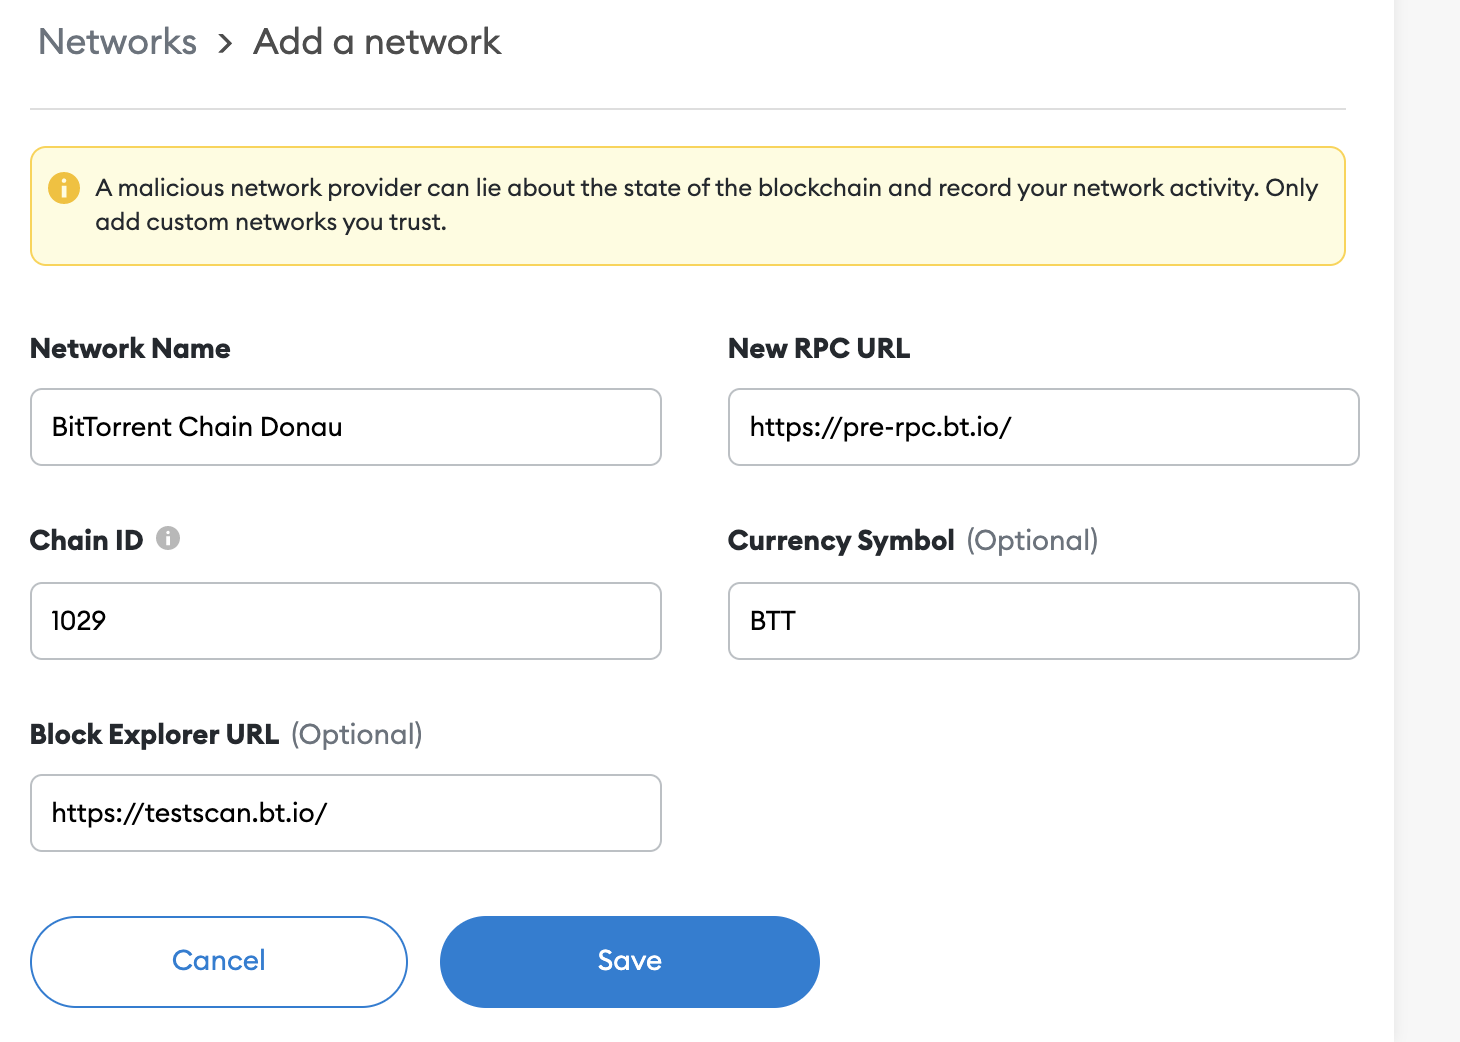 Networks > Add a network
A malicious network provider can lie about the state of the blockchain and record your network activity. Only
add custom networks you trust.
Network Name
New RPC URL
BitTorrent Chain Donau
https://pre-rpc.bt.io/
Chain ID
Currency Symbol (Optional)
1029
BTT
Block Explorer URL (Optional)
https://testscan.bt.io/
Cancel
Save